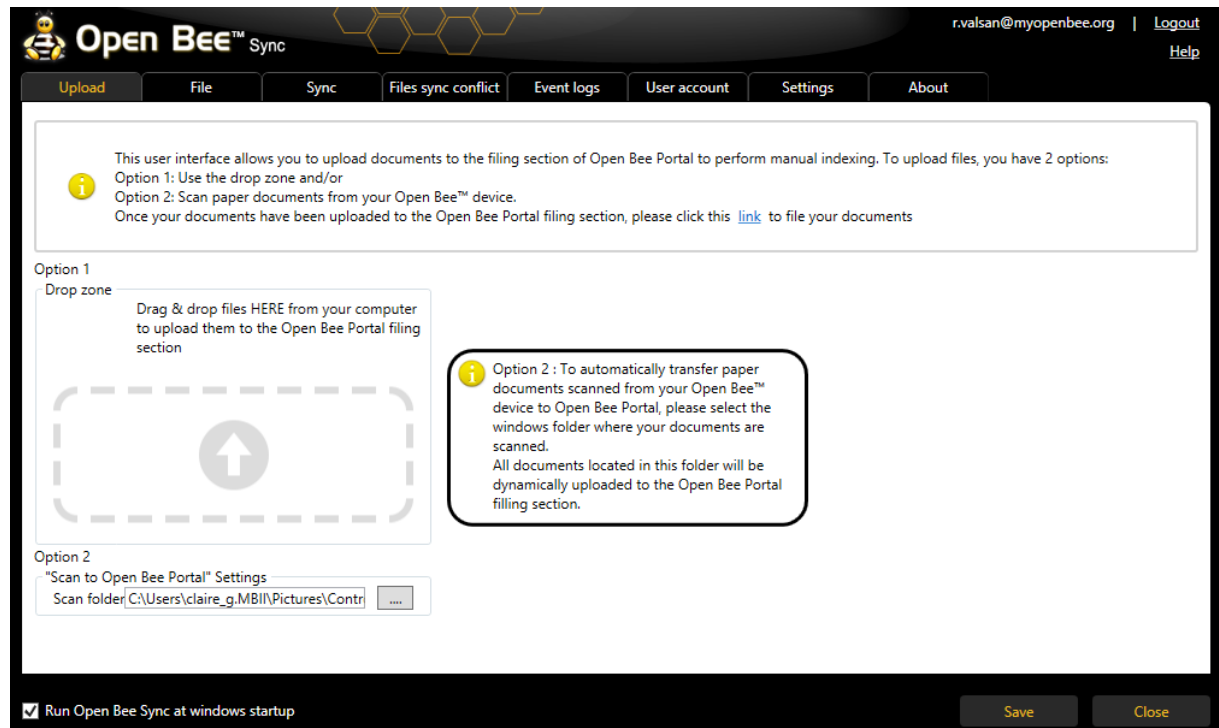 Open Bee™ Sync
r.valsan@myopenbee.org | Logout
Help
Upload File Sync Files sync conflict Event logs User account Settings About
This user interface allows you to upload documents to the filing section of Open Bee Portal to perform manual indexing. To upload files, you have 2 options:
Option 1: Use the drop zone and/or
Option 2: Scan paper documents from your Open Bee™ device.
Once your documents have been uploaded to the Open Bee Portal filing section, please click this link to file your documents
Option 1
Drop zone
Drag & drop files HERE from your computer
to upload them to the Open Bee Portal filing
section
Option 2 : To automatically transfer paper
documents scanned from your Open Bee™
device to Open Bee Portal, please select the
windows folder where your documents are
scanned.
All documents located in this folder will be
dynamically uploaded to the Open Bee Portal
filling section.
Option 2
"Scan to Open Bee Portal" Settings
Scan folder C:\Users\claire_g.MBII\Pictures\Contr ....
Run Open Bee Sync at windows startup
Save Close